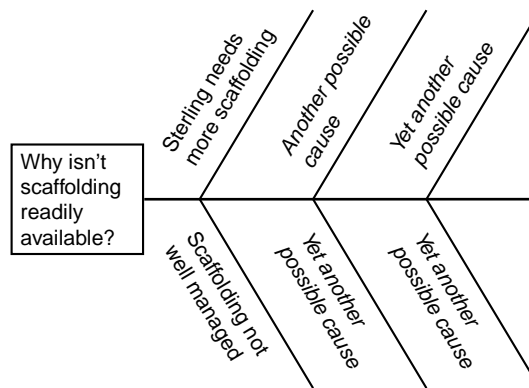 Why isn't
scaffolding
readily
available?
Sterling needs
more scaffolding
Another possible
cause
Yet another
possible cause
Scaffolding not
well managed
Yet another
possible cause
Yet another
possible cause